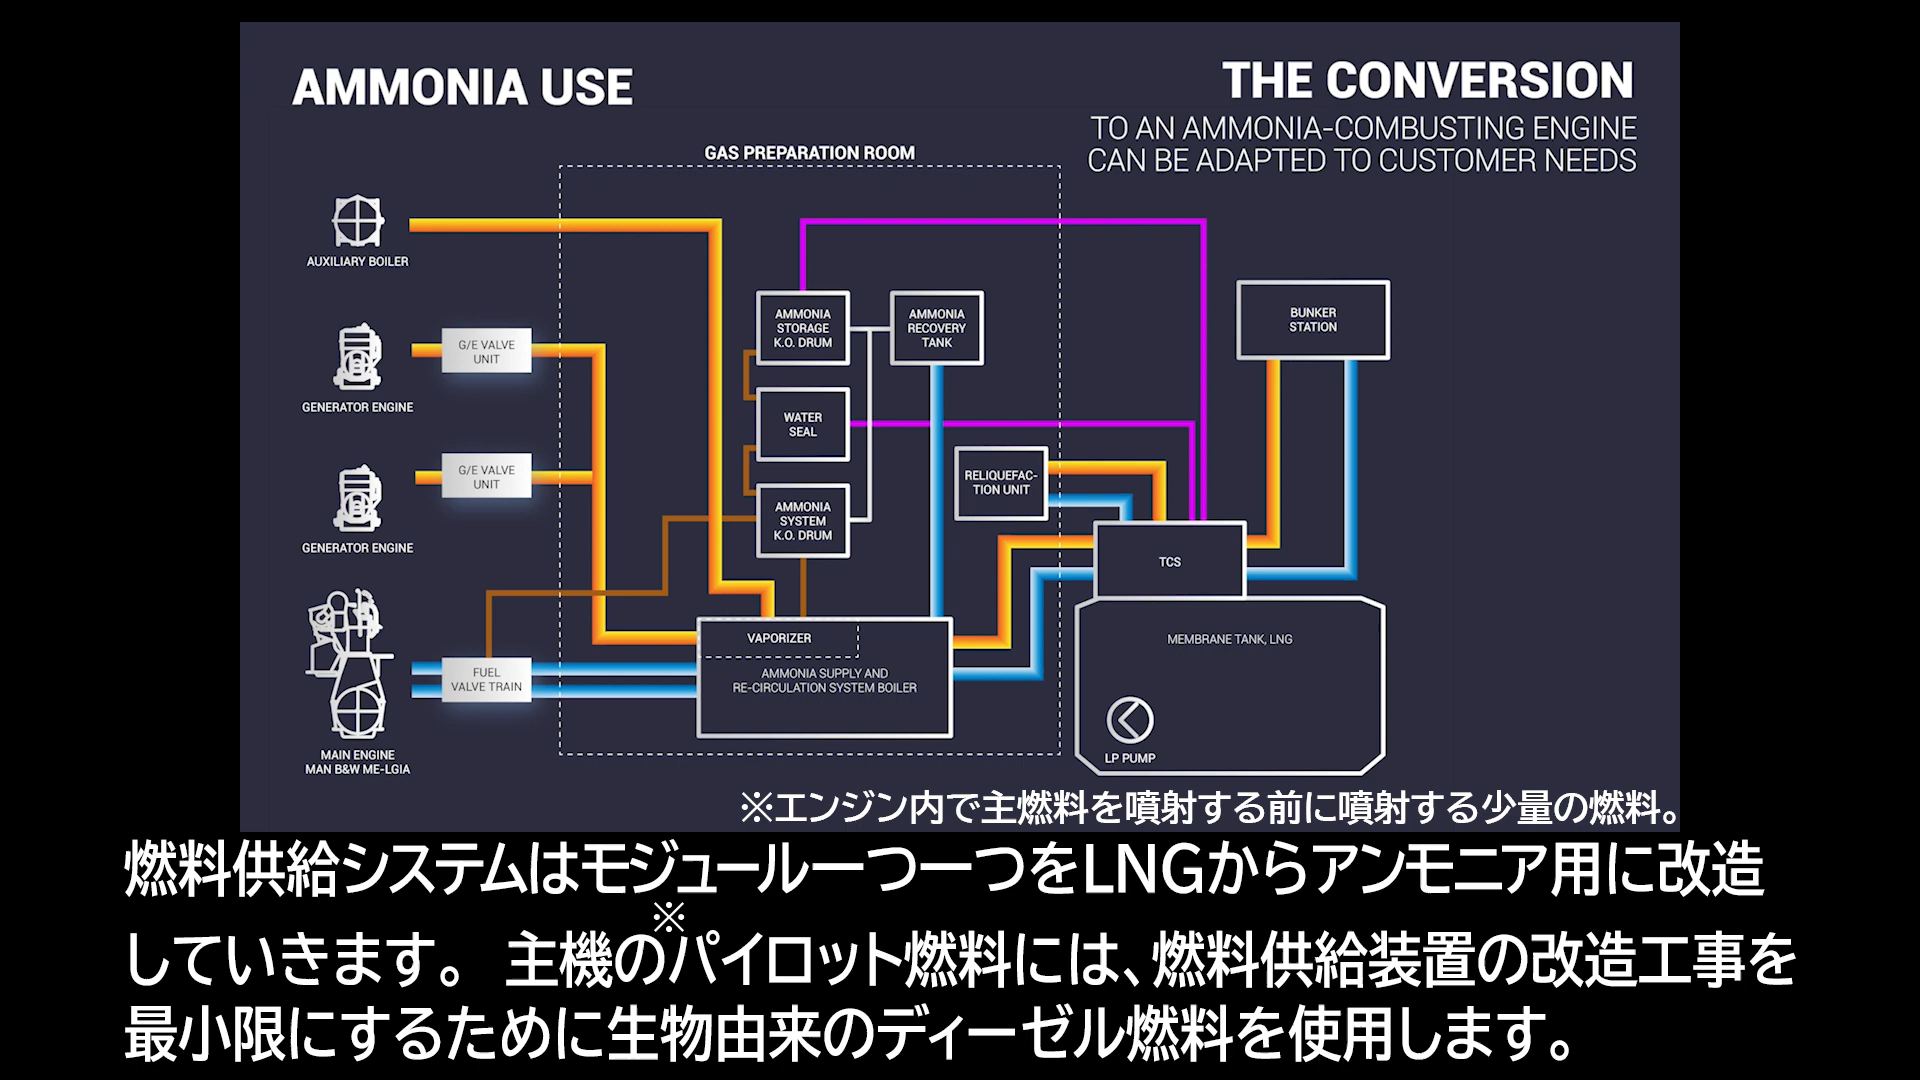 AMMONIA USE
THE CONVERSION
TO AN AMMONIA-COMBUSTING ENGINE
CAN BE ADAPTED TO CUSTOMER NEEDS
GAS PREPARATION ROOM
AUXILIARY BOILER
G/E VALVE
UNIT
GENERATOR ENGINE
G/E VALVE
UNIT
GENERATOR ENGINE
FUEL
VALVE TRAIN
MAIN ENGINE
MAN B&W ME-LGIA
AMMONIA
STORAGE
K.O. DRUM
AMMONIA
RECOVERY
TANK
WATER
SEAL
AMMONIA
SYSTEM
K.O. DRUM
RELIQUEFAC-
TION UNIT
BUNKER
STATION
TCS
VAPORIZER
AMMONIA SUPPLY AND
RE-CIRCULATION SYSTEM BOILER
MEMBRANE TANK, LNG
LP PUMP
※エンジン内で主燃料を噴射する前に噴射する少量の燃料。
燃料供給システムはモジュール一つ一つをLNGからアンモニア用に改造
※
していきます。 主機のパイロット燃料には、燃料供給装置の改造工事を
最小限にするために生物由来のディーゼル燃料を使用します。